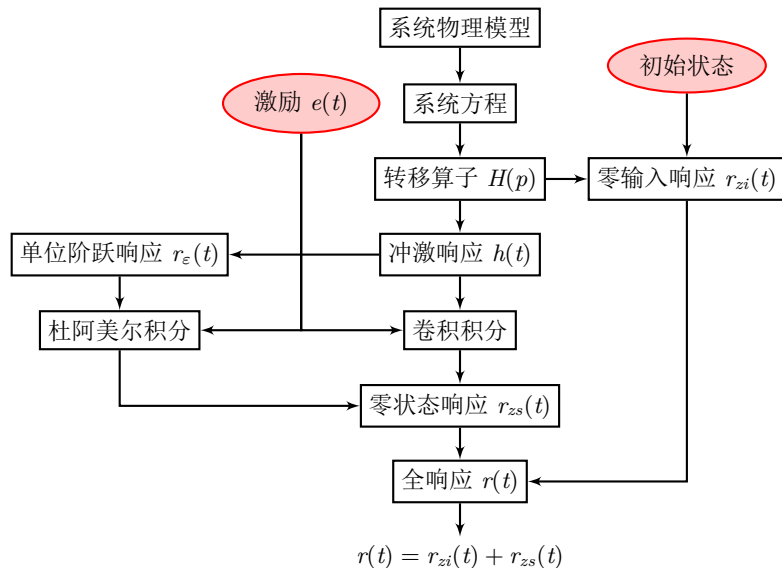 系统物理模型
初始状态
激励 e(t)
系统方程
转移算子 H(p)
零输入响应 r_{zi}(t)
单位阶跃响应 r_ε(t)
冲激响应 h(t)
杜阿美尔积分
卷积积分
零状态响应 r_{zs}(t)
全响应 r(t)
r(t) = r_{zi}(t) + r_{zs}(t)